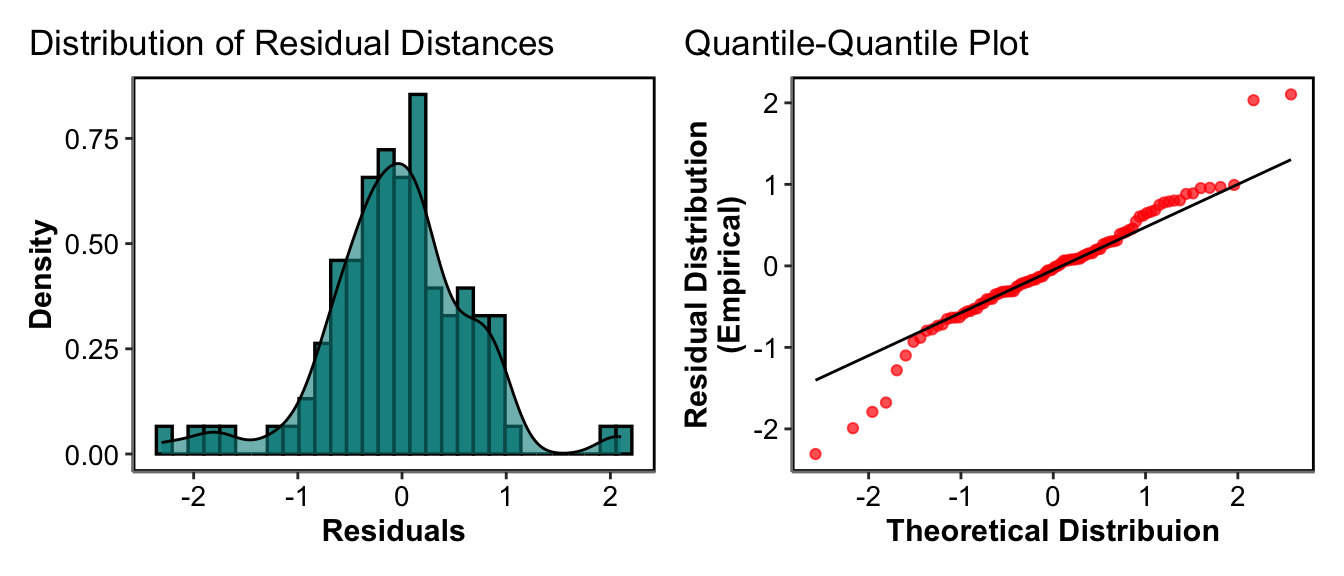 Distribution of Residual Distances
Density
0.75
0.50
0.25
0.00
-2 -1 0 1 2
Residuals
Quantile-Quantile Plot
Residual Distribution
(Empirical)
2
1
0
-1
-2
-2 -1 0 1 2
Theoretical Distribuion